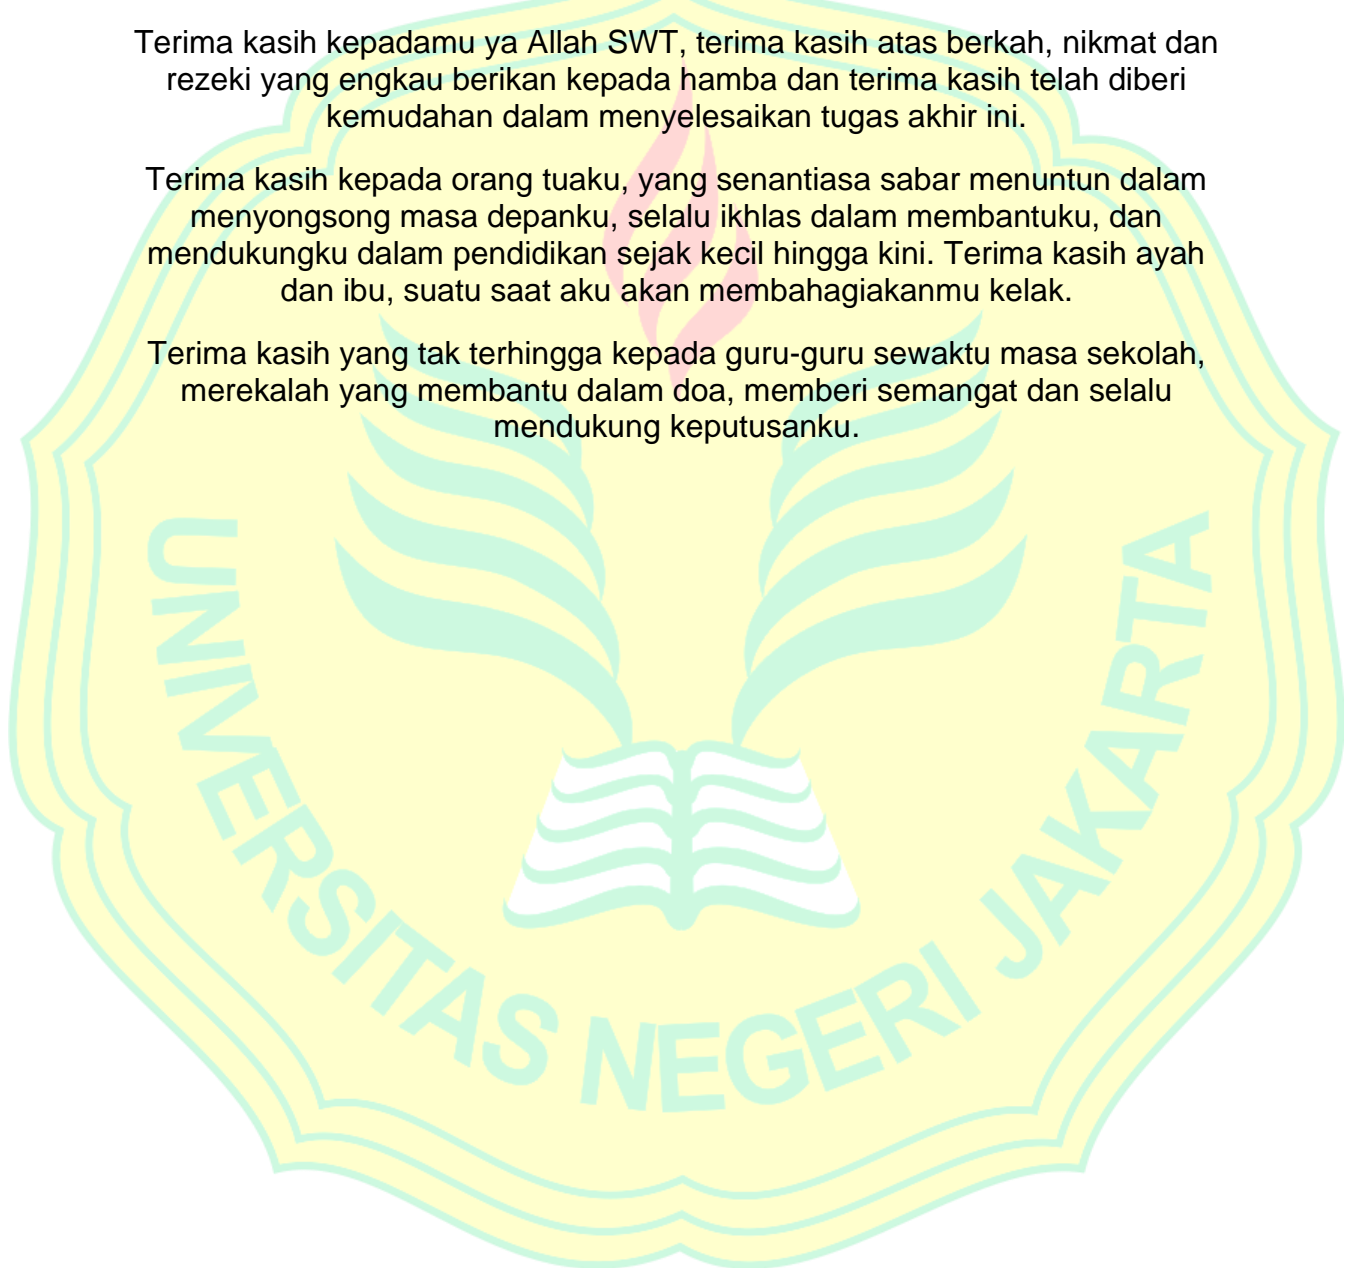 Terima kasih kepadamu ya Allah SWT, terima kasih atas berkah, nikmat dan
rezeki yang engkau berikan kepada hamba dan terima kasih telah diberi
kemudahan dalam menyelesaikan tugas akhir ini.
Terima kasih kepada orang tuaku, yang senantiasa sabar menuntun dalam
menyongsong masa depanku, selalu ikhlas dalam membantuku, dan
mendukungku dalam pendidikan sejak kecil hingga kini. Terima kasih ayah
dan ibu, suatu saat aku akan membahagiakanmu kelak.
Terima kasih yang tak terhingga kepada guru-guru sewaktu masa sekolah,
merekalah yang membantu dalam doa, memberi semangat dan selalu
mendukung keputusanku.
UNIVERSITAS NEGERI JAKARTA